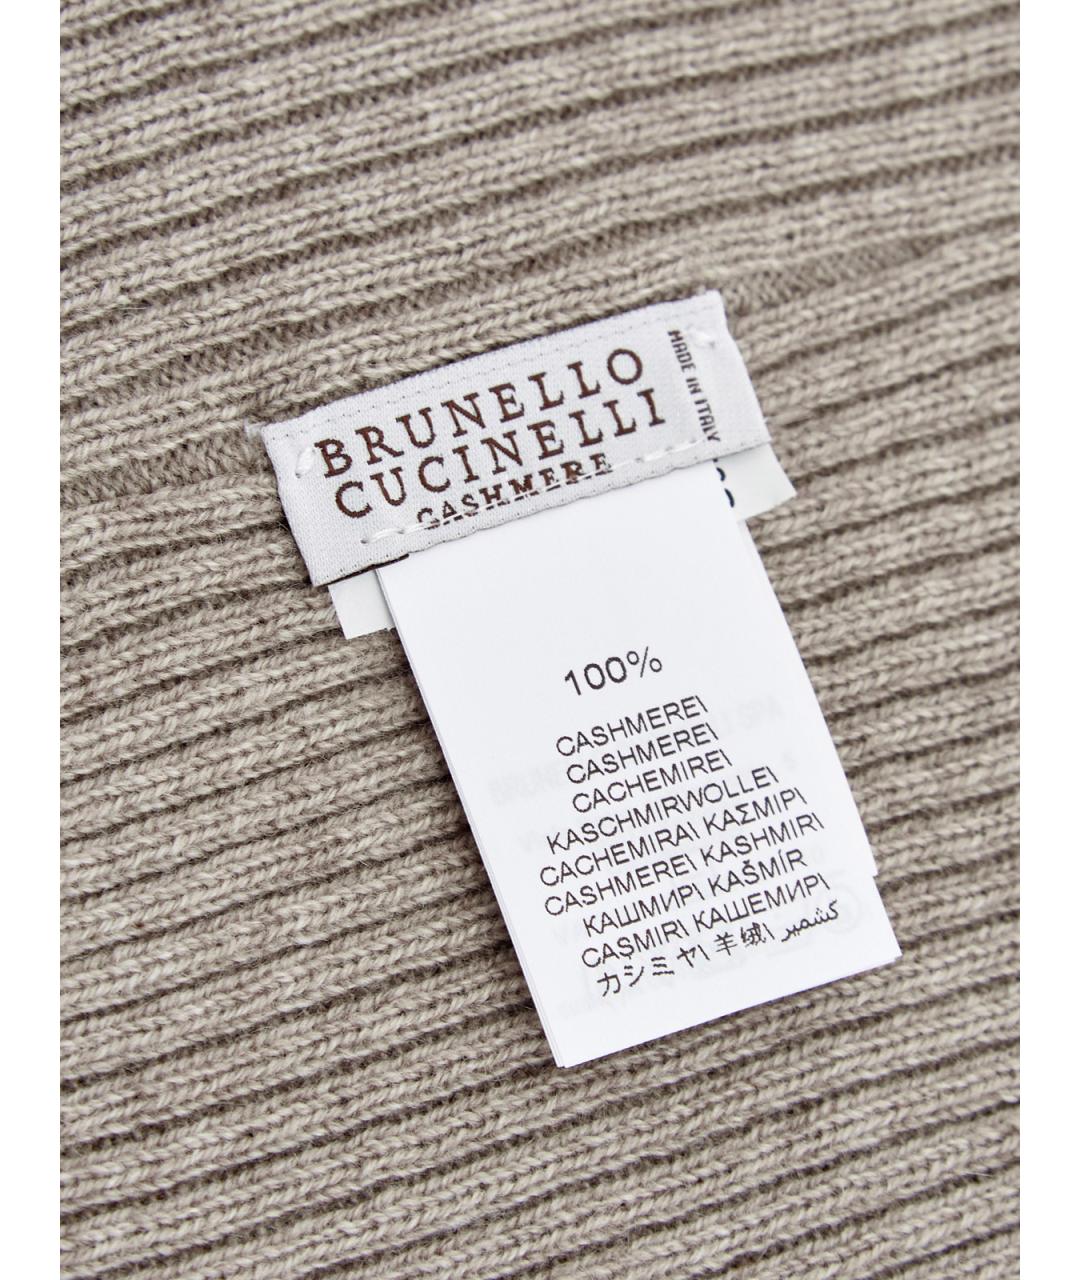 BRUNELLO
CUCINELLI
CASHMERE
MADE IN ITALY
100%
CASHMERE\
CASHMERE\
CACHEMIRE\
KASCHMIRWOLLE\
CACHEMIRA\ ΚΑΣΜΙΡ\
CASHMERE\ KASHMIR\
КАШМИР\ KAŠMÍR
CAŞMIR\ КАШЕМИР\
カシミヤ\ 羊绒\ كشمير